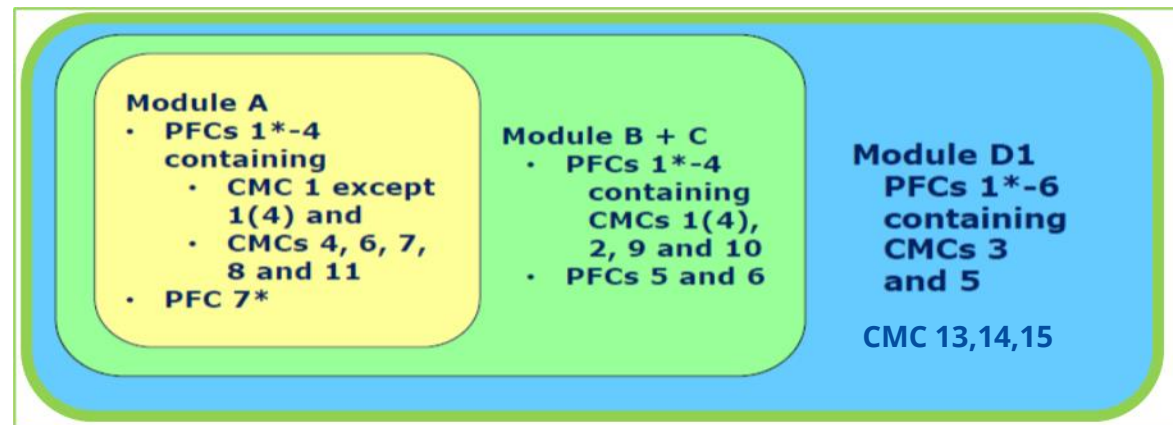 Module A
• PFCs 1*-4
containing
• CMC 1 except
1(4) and
• CMCs 4, 6, 7,
8 and 11
• PFC 7*
Module B + C
• PFCs 1*-4
containing
CMCs 1(4),
2, 9 and 10
• PFCs 5 and 6
Module D1
PFCs 1*-6
containing
CMCs 3
and 5
CMC 13,14,15